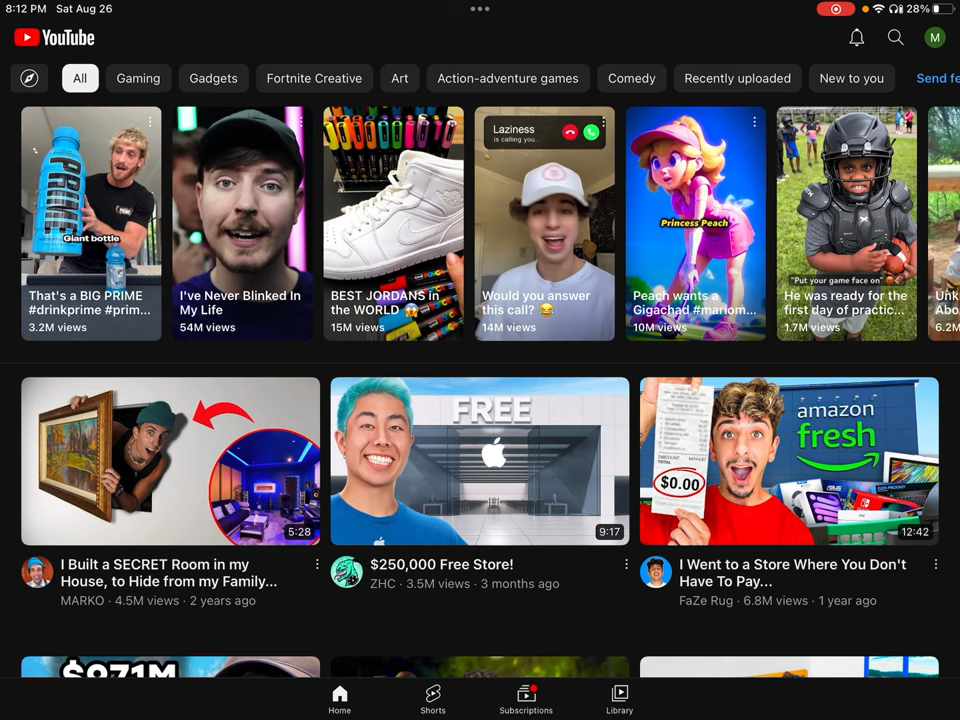 8:12 PM Sat Aug 26
28%
YouTube
M
All
Gaming
Gadgets
Fortnite Creative
Art
Action-adventure games
Comedy
Recently uploaded
New to you
Send fe
PRIME
Giant bottle
That's a BIG PRIME
#drinkprime #prim...
3.2M views
I've Never Blinked In
My Life
54M views
BEST JORDANS in
the WORLD 😱
15M views
Laziness
is calling you...
Would you answer
this call? 😂
14M views
Princess Peach
Peach wants a
Gigachad #mariom...
10M views
"Put your game face on"
He was ready for the
first day of practic...
1.7M views
Unk
Abo
6.2M
5:28
I Built a SECRET Room in my
House, to Hide from my Family...
MARKO · 4.5M views · 2 years ago
FREE
9:17
$250,000 Free Store!
ZHC · 3.5M views · 3 months ago
DISCOUNT
TOTAL
$0.00
amazon
fresh
12:42
I Went to a Store Where You Don't
Have To Pay...
FaZe Rug · 6.8M views · 1 year ago
$971M
Home
Shorts
Subscriptions
Library